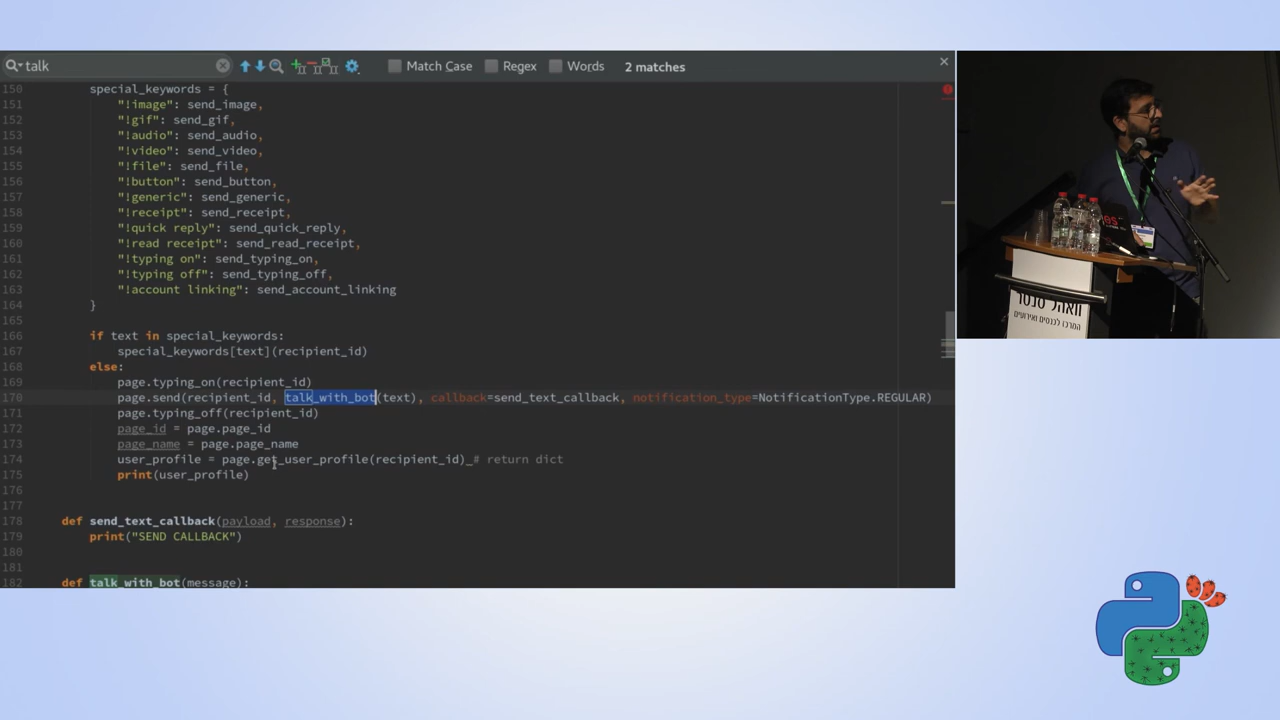 talk
Match Case
Regex
Words
2 matches
150 special_keywords = {
151 "!image": send_image,
152 "!gif": send_gif,
153 "!audio": send_audio,
154 "!video": send_video,
155 "!file": send_file,
156 "!button": send_button,
157 "!generic": send_generic,
158 "!receipt": send_receipt,
159 "!quick reply": send_quick_reply,
160 "!read receipt": send_read_receipt,
161 "!typing on": send_typing_on,
162 "!typing off": send_typing_off,
163 "!account linking": send_account_linking
164 }
165
166 if text in special_keywords:
167 special_keywords[text](recipient_id)
168 else:
169 page.typing_on(recipient_id)
170 page.send(recipient_id, talk_with_bot(text), callback=send_text_callback, notification_type=NotificationType.REGULAR)
171 page.typing_off(recipient_id)
172 page_id = page.page_id
173 page_name = page.page_name
174 user_profile = page.get_user_profile(recipient_id)_# return dict
175 print(user_profile)
176
177
178 def send_text_callback(payload, response):
179 print("SEND CALLBACK")
180
181
182 def talk_with_bot(message):
וואהל סנטר
המרכז לכנסים ואירועים